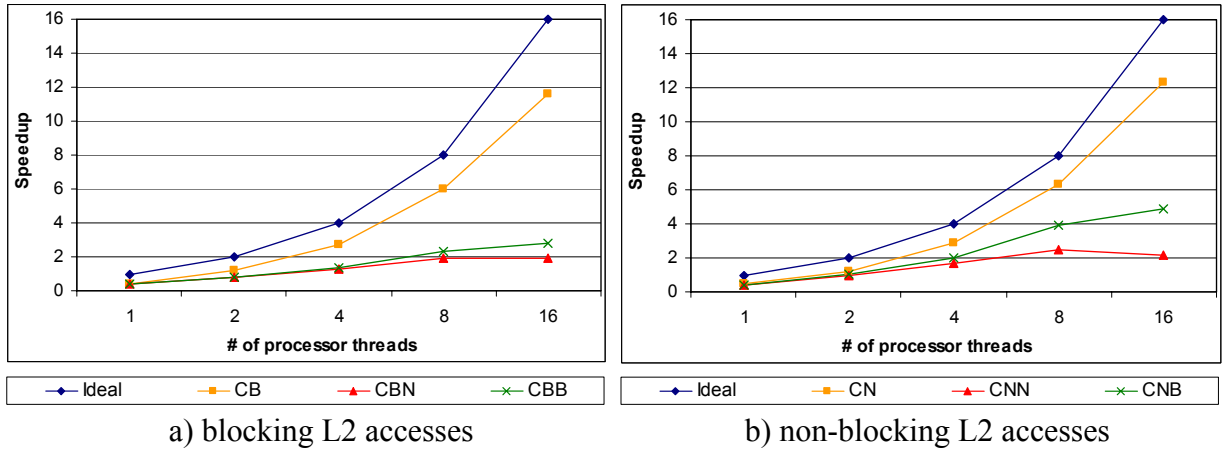 16
14
12
10
8
6
4
2
0
Speedup
1 2 4 8 16
# of processor threads
Ideal CB CBN CBB
a) blocking L2 accesses
16
14
12
10
8
6
4
2
0
Speedup
1 2 4 8 16
# of processor threads
Ideal CN CNN CNB
b) non-blocking L2 accesses